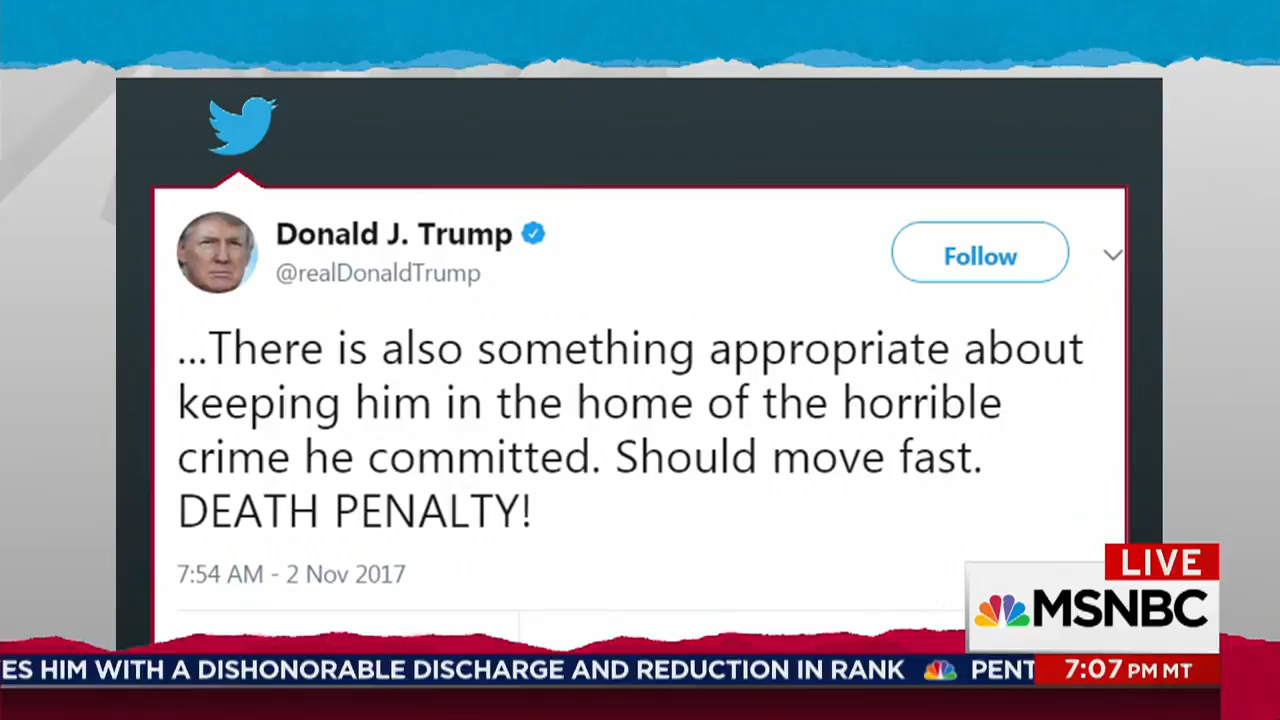 Donald J. Trump
@realDonaldTrump
Follow
...There is also something appropriate about
keeping him in the home of the horrible
crime he committed. Should move fast.
DEATH PENALTY!
7:54 AM - 2 Nov 2017
LIVE
MSNBC
ES HIM WITH A DISHONORABLE DISCHARGE AND REDUCTION IN RANK PENT
7:07 PM MT